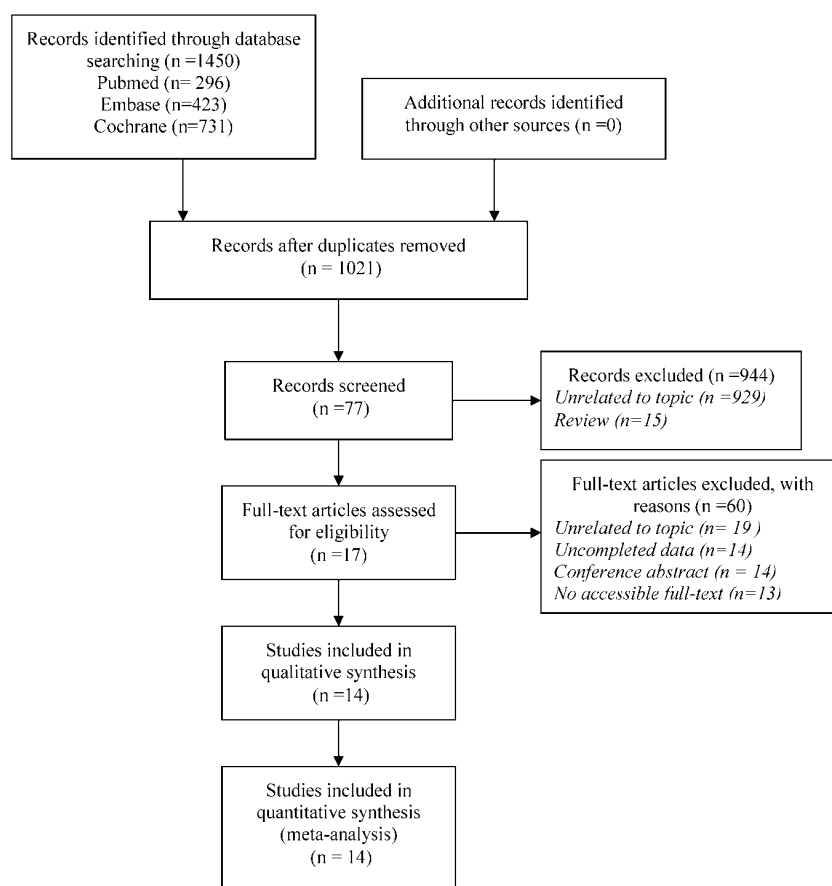 Records identified through database
searching (n =1450)
Pubmed (n= 296)
Embase (n=423)
Cochrane (n=731)
Additional records identified
through other sources (n =0)
Records after duplicates removed
(n = 1021)
Records screened
(n =77)
Records excluded (n =944)
Unrelated to topic (n =929)
Review (n=15)
Full-text articles assessed
for eligibility
(n =17)
Full-text articles excluded, with
reasons (n =60)
Unrelated to topic (n= 19 )
Uncompleted data (n=14)
Conference abstract (n = 14)
No accessible full-text (n=13)
Studies included in
qualitative synthesis
(n =14)
Studies included in
quantitative synthesis
(meta-analysis)
(n = 14)